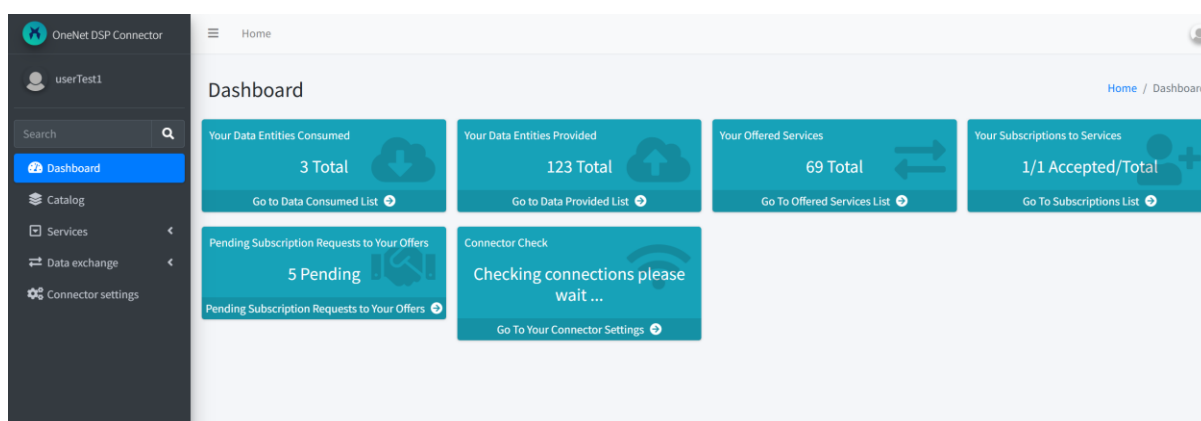 OneNet DSP Connector
Home
userTest1
Dashboard
Home / Dashboar
Search
Dashboard
Catalog
Services
Data exchange
Connector settings
Your Data Entities Consumed
3 Total
Go to Data Consumed List
Your Data Entities Provided
123 Total
Go to Data Provided List
Your Offered Services
69 Total
Go To Offered Services List
Your Subscriptions to Services
1/1 Accepted/Total
Go To Subscriptions List
Pending Subscription Requests to Your Offers
5 Pending
Pending Subscription Requests to Your Offers
Connector Check
Checking connections please
wait ...
Go To Your Connector Settings